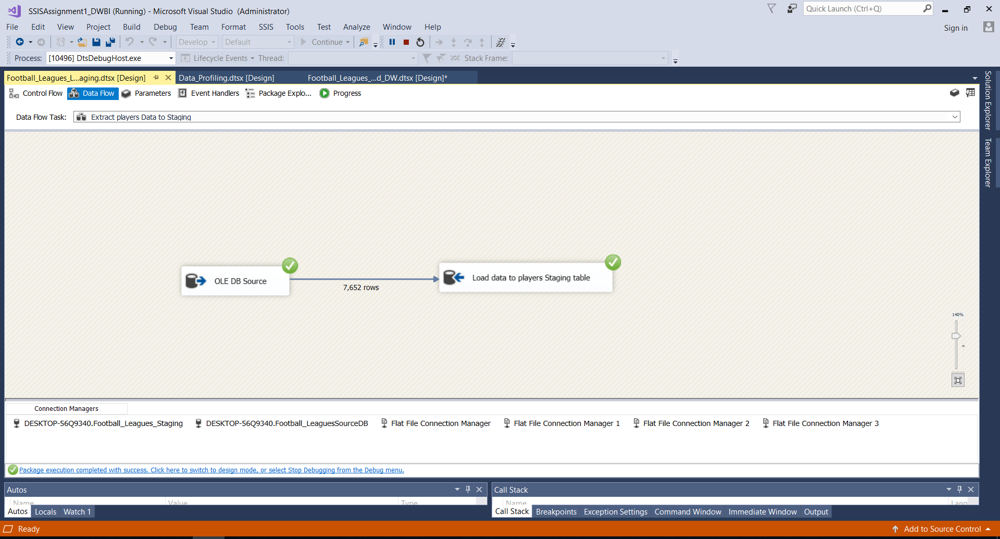 SSISAssignment1_DWBI (Running) - Microsoft Visual Studio (Administrator)
Quick Launch (Ctrl+Q)
File Edit View Project Build Debug Team Format SSIS Tools Test Analyze Window Help
Sign in
Develop Default Continue
Process: [10496] DtsDebugHost.exe Lifecycle Events Thread: Stack Frame:
Football_Leagues_L...aging.dtsx [Design] Data_Profiling.dtsx [Design] Football_Leagues_...d_DW.dtsx [Design]*
Control Flow Data Flow Parameters Event Handlers Package Explo... Progress
Data Flow Task: Extract players Data to Staging
Solution Explorer
Team Explorer
OLE DB Source
7,652 rows
Load data to players Staging table
140%
Connection Managers
DESKTOP-56Q9340.Football_Leagues_Staging DESKTOP-56Q9340.Football_LeaguesSourceDB Flat File Connection Manager Flat File Connection Manager 1 Flat File Connection Manager 2 Flat File Connection Manager 3
Package execution completed with success. Click here to switch to design mode, or select Stop Debugging from the Debug menu.
Autos
Name Value Type
Autos Locals Watch 1
Call Stack
Name Lang
Call Stack Breakpoints Exception Settings Command Window Immediate Window Output
Ready
Add to Source Control